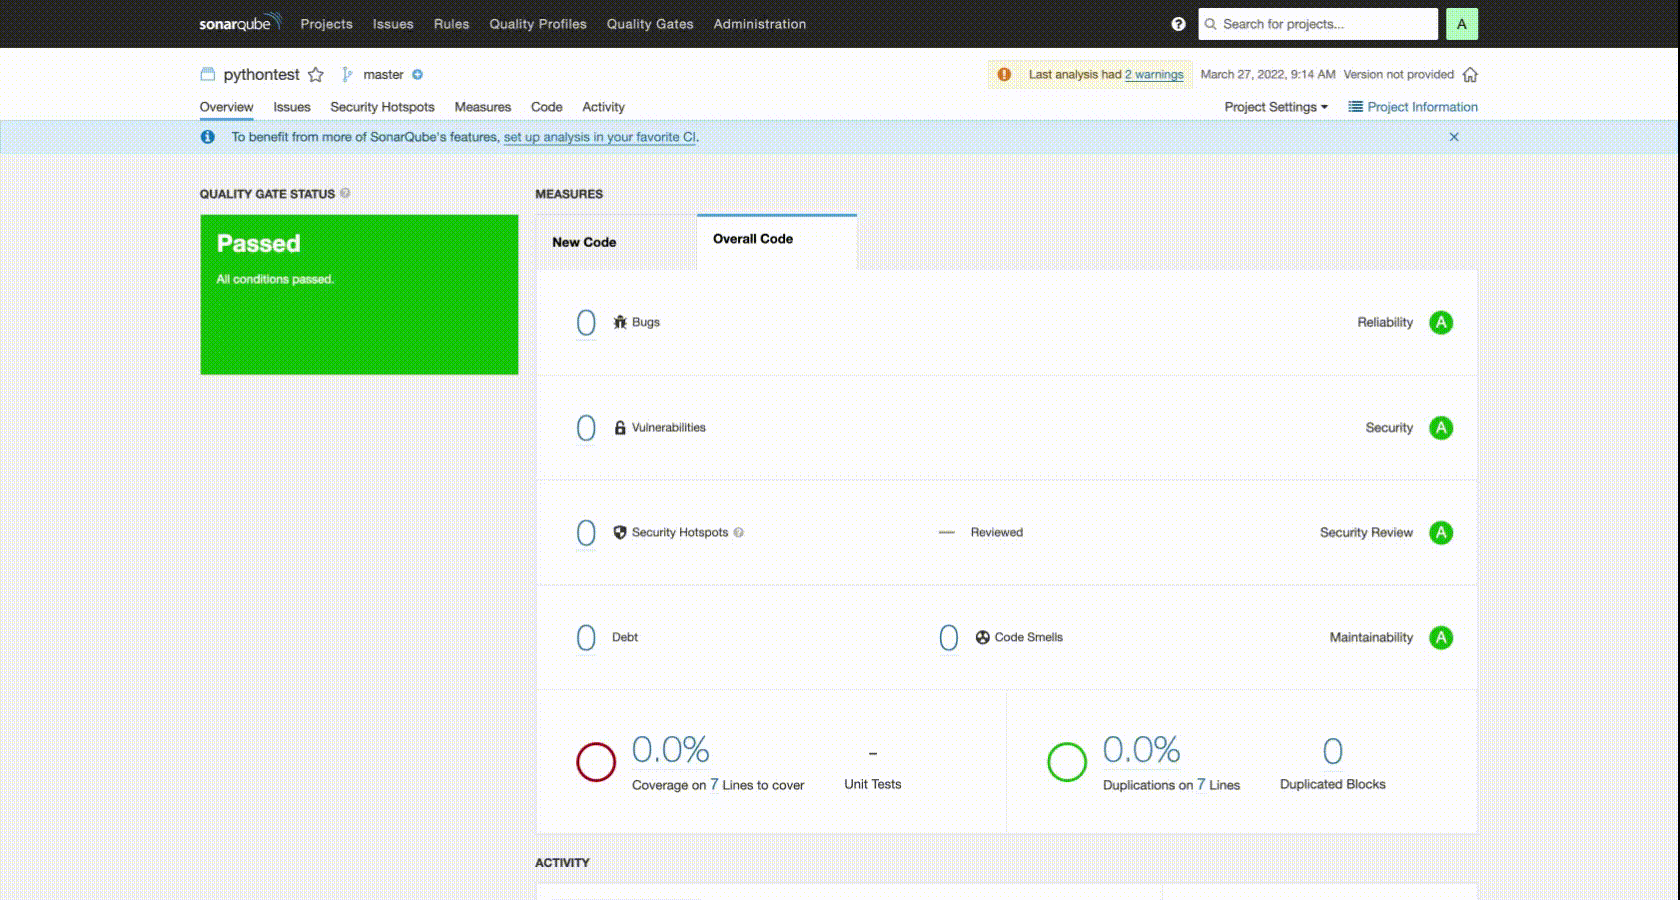 sonarqube Projects Issues Rules Quality Profiles Quality Gates Administration ? Search for projects... A
pythontest master Last analysis had 2 warnings March 27, 2022, 9:14 AM Version not provided
Overview Issues Security Hotspots Measures Code Activity Project Settings Project Information
To benefit from more of SonarQube's features, set up analysis in your favorite CI.
QUALITY GATE STATUS ?
Passed
All conditions passed.
MEASURES
New Code Overall Code
0 Bugs Reliability A
0 Vulnerabilities Security A
0 Security Hotspots ? — Reviewed Security Review A
0 Debt 0 Code Smells Maintainability A
0.0% - 0.0% 0
Coverage on 7 Lines to cover Unit Tests Duplications on 7 Lines Duplicated Blocks
ACTIVITY